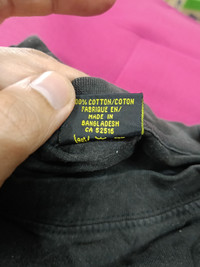 100% COTTON/COTON
FABRIQUE EN/
MADE IN
BANGLADESH
CA 52516